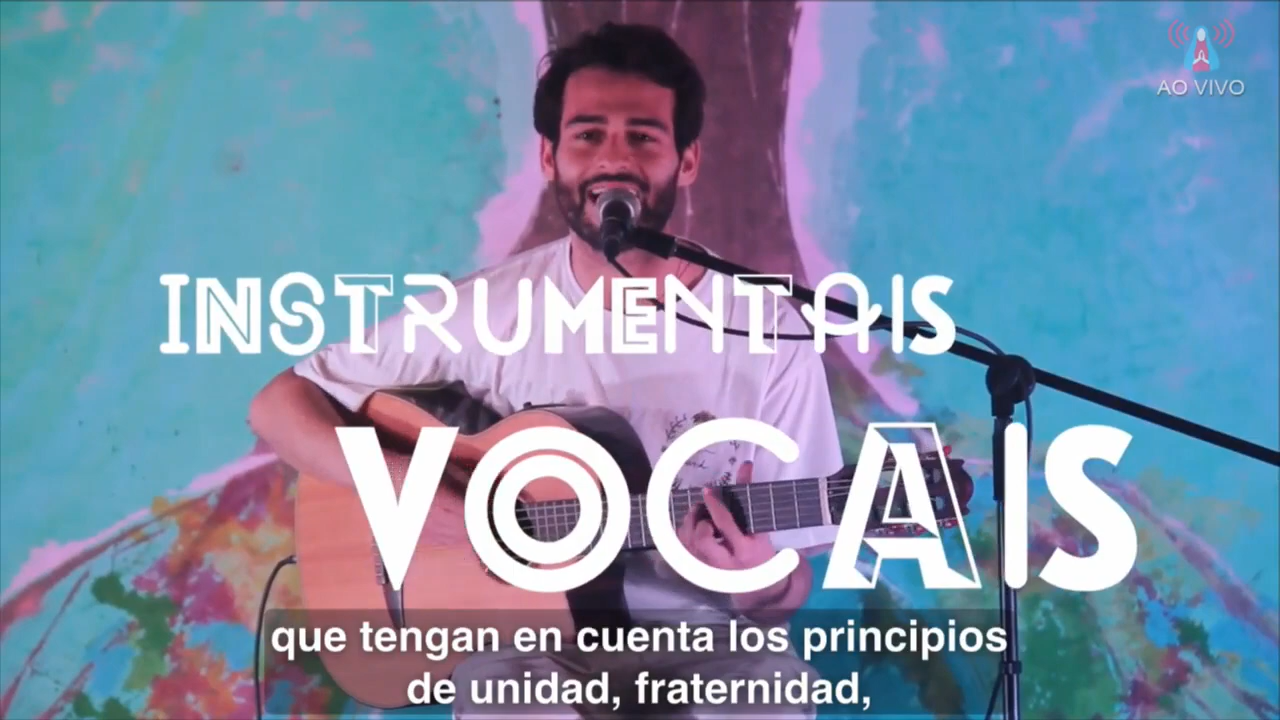 AO VIVO
INSTRUMENTAIS
VOCAIS
que tengan en cuenta los principios
de unidad, fraternidad,